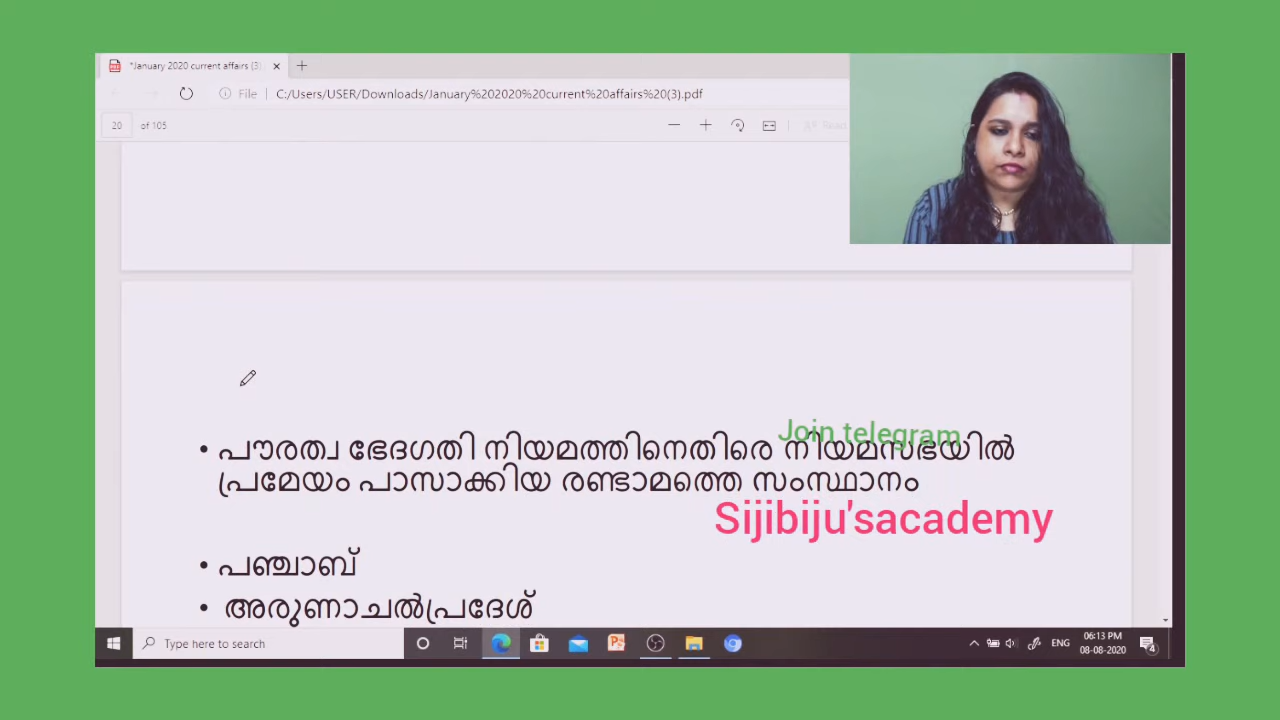 *January 2020 current affairs (3)
File
C:/Users/USER/Downloads/January%202020%20current%20affairs%20(3).pdf
20 of 105
Read
Join telegram
• പൗരത്വ ഭേദഗതി നിയമത്തിനെതിരെ നിയമസഭയിൽ
പ്രമേയം പാസാക്കിയ രണ്ടാമത്തെ സംസ്ഥാനം
Sijibiju'sacademy
• പഞ്ചാബ്
• അരുണാചൽപ്രദേശ്
Type here to search
ENG
06:13 PM
08-08-2020
4